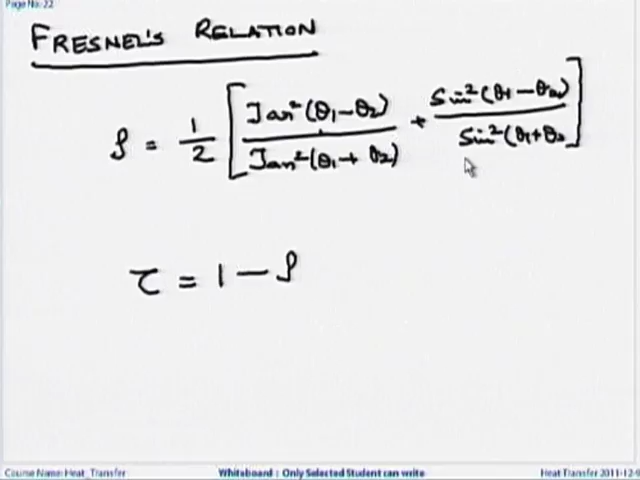 Page No: 22
FRESNEL'S RELATION
ρ = 1/2 [ Tan²(θ1-θ2) / Tan²(θ1+θ2) + Sin²(θ1-θ2) / Sin²(θ1+θ2) ]
τ = 1 - ρ
Course Name: Heat_Transfer Whiteboard : Only Selected Student can write Heat Transfer 2011-12-9